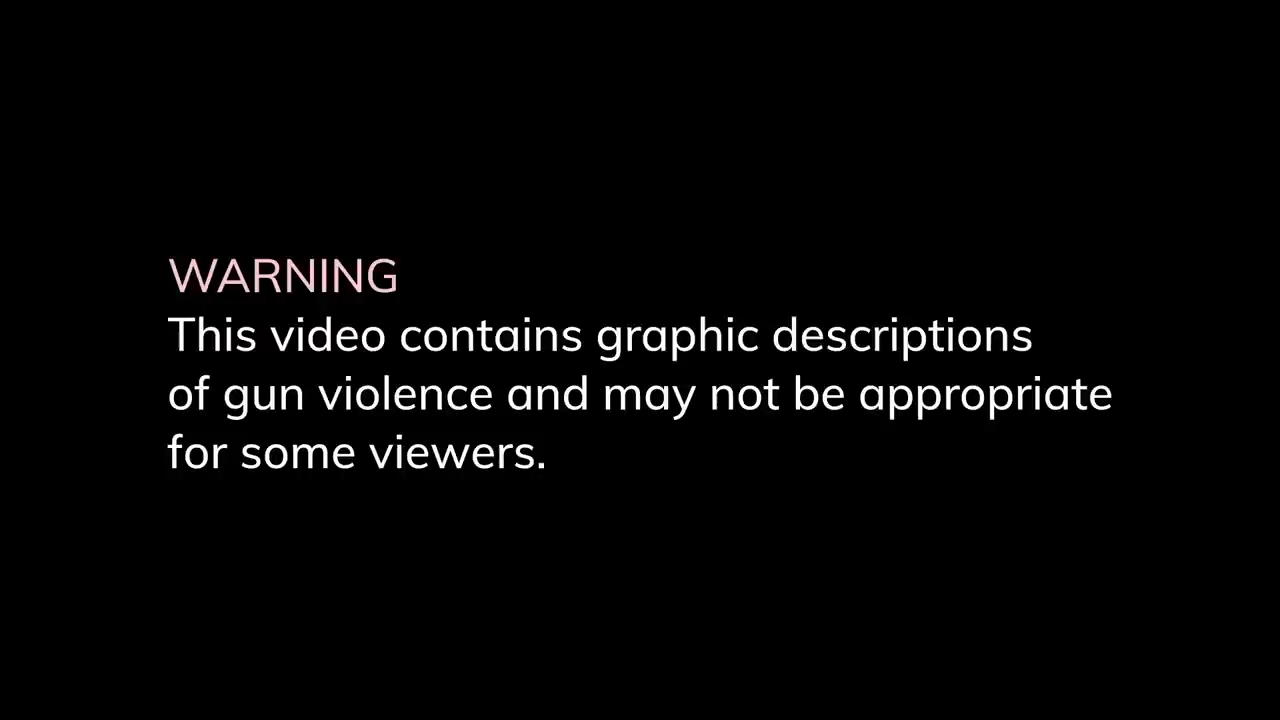 WARNING
This video contains graphic descriptions
of gun violence and may not be appropriate
for some viewers.